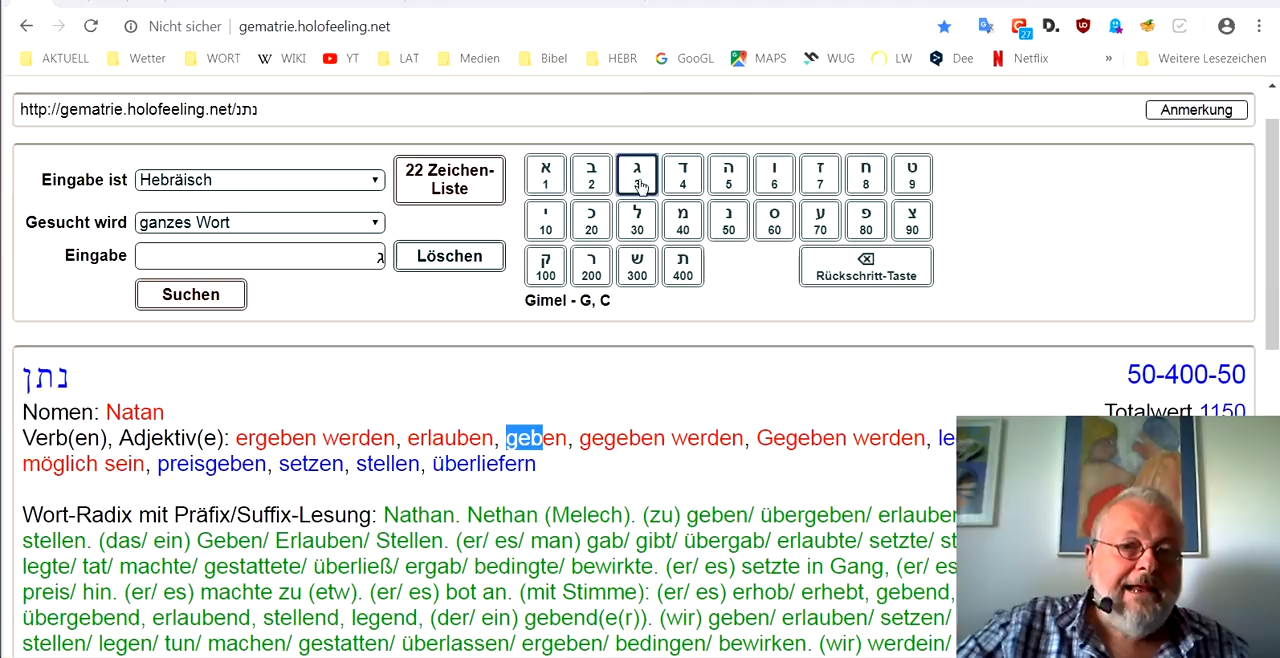 Nicht sicher | gematrie.holofeeling.net
27
AKTUELL Wetter WORT WIKI YT LAT Medien Bibel HEBR GooGL MAPS WUG LW Dee Netflix » Weitere Lesezeichen
http://gematrie.holofeeling.net/נתנ Anmerkung
Eingabe ist Hebräisch
Gesucht wird ganzes Wort
Eingabe ג
Suchen
22 Zeichen-
Liste
Löschen
א ב ג ד ה ו ז ח ט
1 2 3 4 5 6 7 8 9
י כ ל מ נ ס ע פ צ
10 20 30 40 50 60 70 80 90
ק ר ש ת
100 200 300 400 Rückschritt-Taste
Gimel - G, C
נתן 50-400-50
Nomen: Natan Totalwert 1150
Verb(en), Adjektiv(e): ergeben werden, erlauben, geben, gegeben werden, Gegeben werden, le
möglich sein, preisgeben, setzen, stellen, überliefern
Wort-Radix mit Präfix/Suffix-Lesung: Nathan. Nethan (Melech). (zu) geben/ übergeben/ erlauben
stellen. (das/ ein) Geben/ Erlauben/ Stellen. (er/ es/ man) gab/ gibt/ übergab/ erlaubte/ setzte/ st
legte/ tat/ machte/ gestattete/ überließ/ ergab/ bedingte/ bewirkte. (er/ es) setzte in Gang, (er/ es
preis/ hin. (er/ es) machte zu (etw). (er/ es) bot an. (mit Stimme): (er/ es) erhob/ erhebt, gebend,
übergebend, erlaubend, stellend, legend, (der/ ein) gebend(e(r)). (wir) geben/ erlauben/ setzen/
stellen/ legen/ tun/ machen/ gestatten/ überlassen/ ergeben/ bedingen/ bewirken. (wir) werdein/